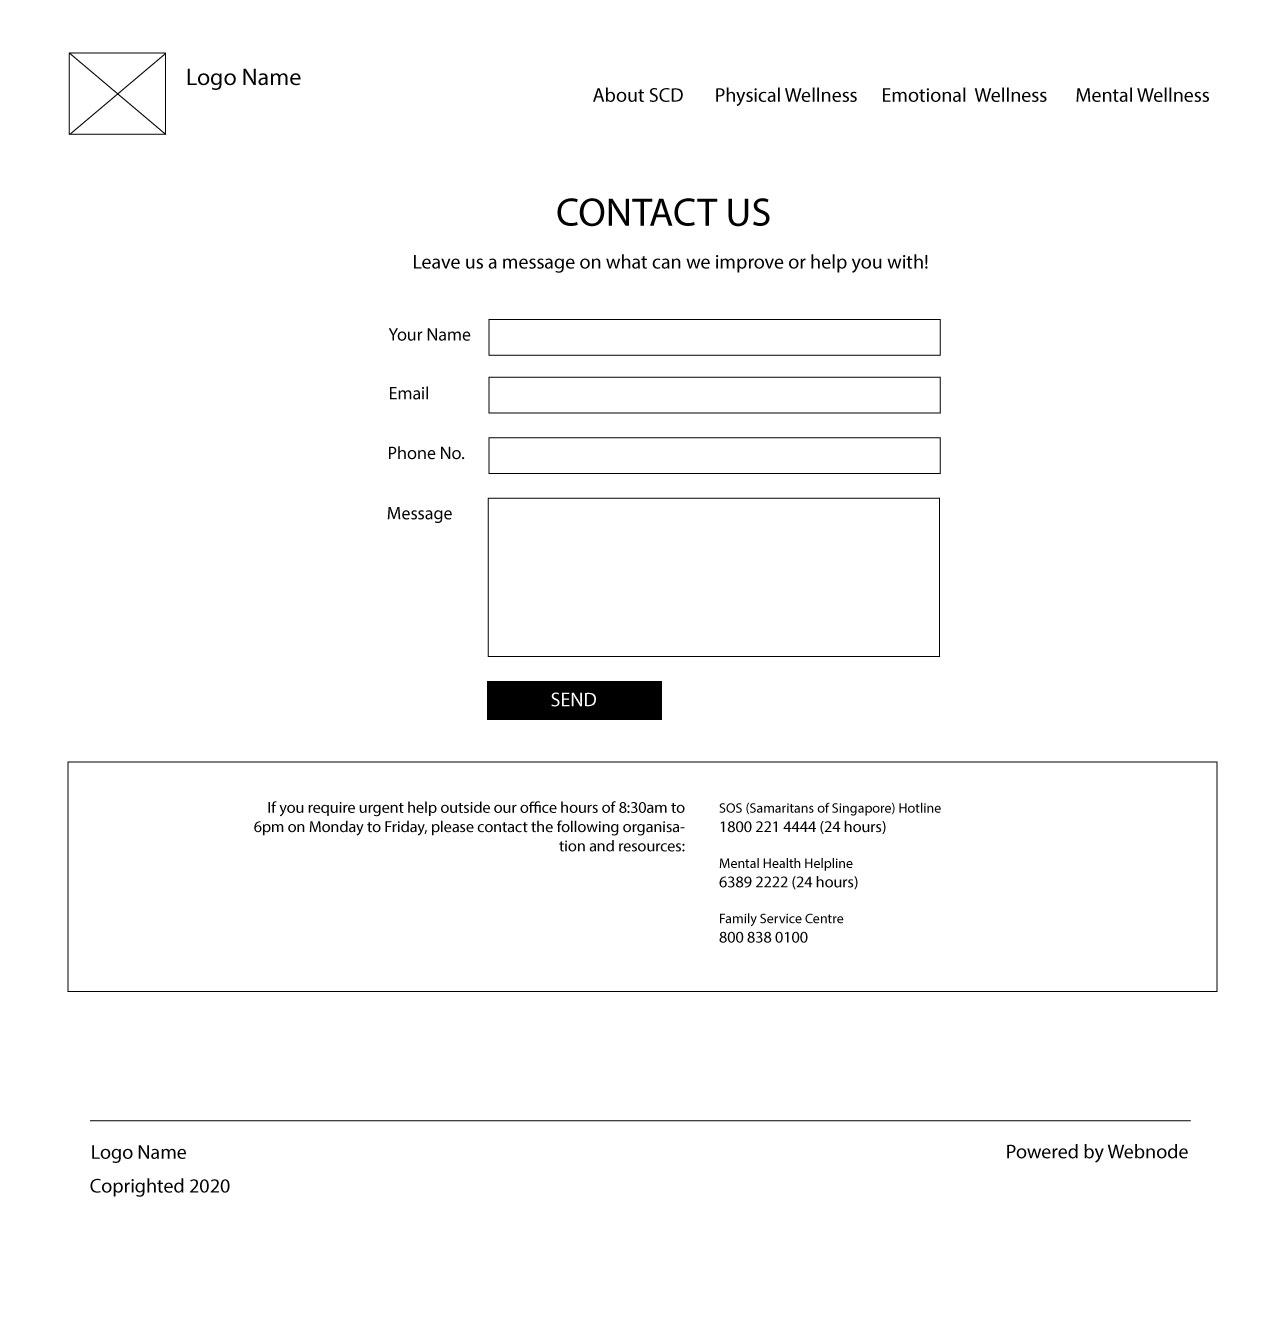 Logo Name
About SCD Physical Wellness Emotional Wellness Mental Wellness
CONTACT US
Leave us a message on what can we improve or help you with!
Your Name
Email
Phone No.
Message
SEND
If you require urgent help outside our office hours of 8:30am to
6pm on Monday to Friday, please contact the following organisa-
tion and resources:
SOS (Samaritans of Singapore) Hotline
1800 221 4444 (24 hours)
Mental Health Helpline
6389 2222 (24 hours)
Family Service Centre
800 838 0100
Logo Name
Coprighted 2020
Powered by Webnode